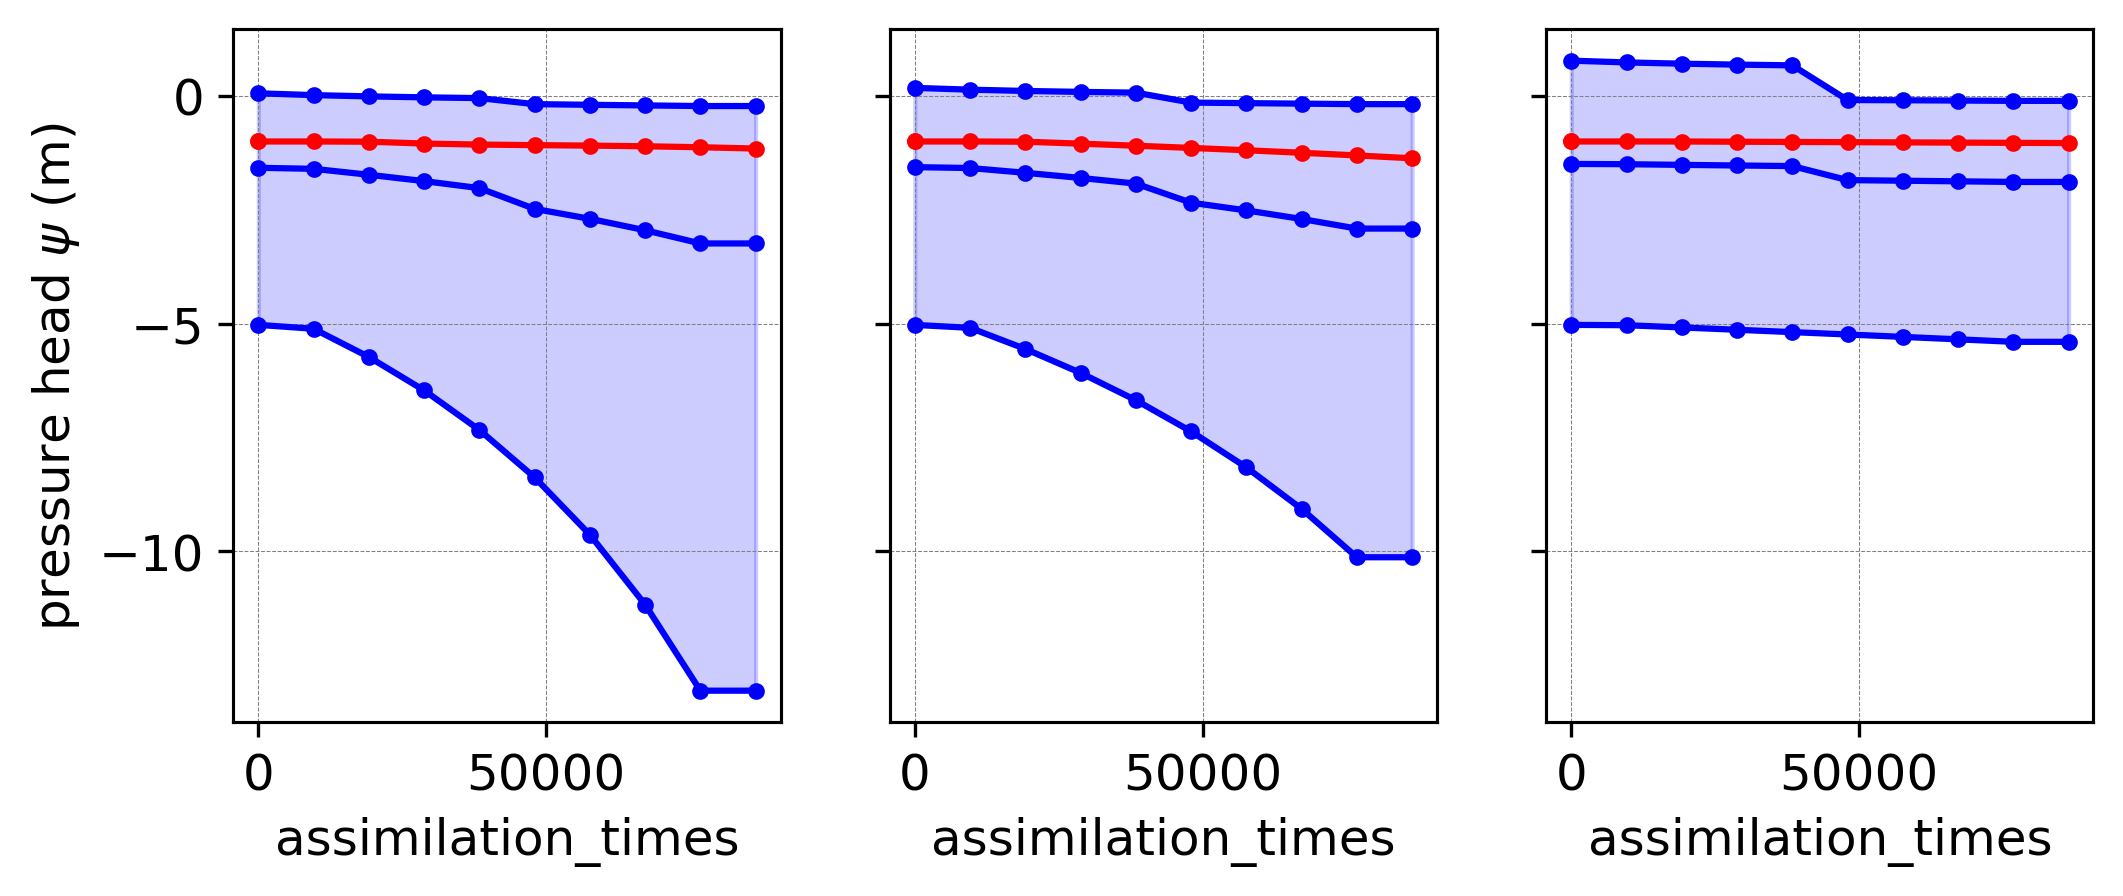 pressure head ψ (m)
0
−5
−10
0 50000
0 50000
0 50000
assimilation_times
assimilation_times
assimilation_times